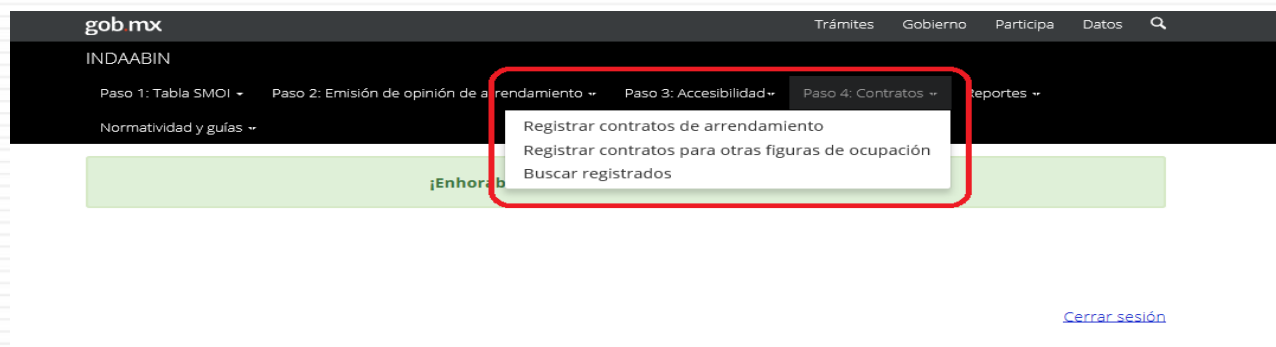 gob.mx Trámites Gobierno Participa Datos
INDAABIN
Paso 1: Tabla SMOI Paso 2: Emisión de opinión de arrendamiento Paso 3: Accesibilidad Paso 4: Contratos Reportes
Normatividad y guías
Registrar contratos de arrendamiento
Registrar contratos para otras figuras de ocupación
Buscar registrados
Cerrar sesión